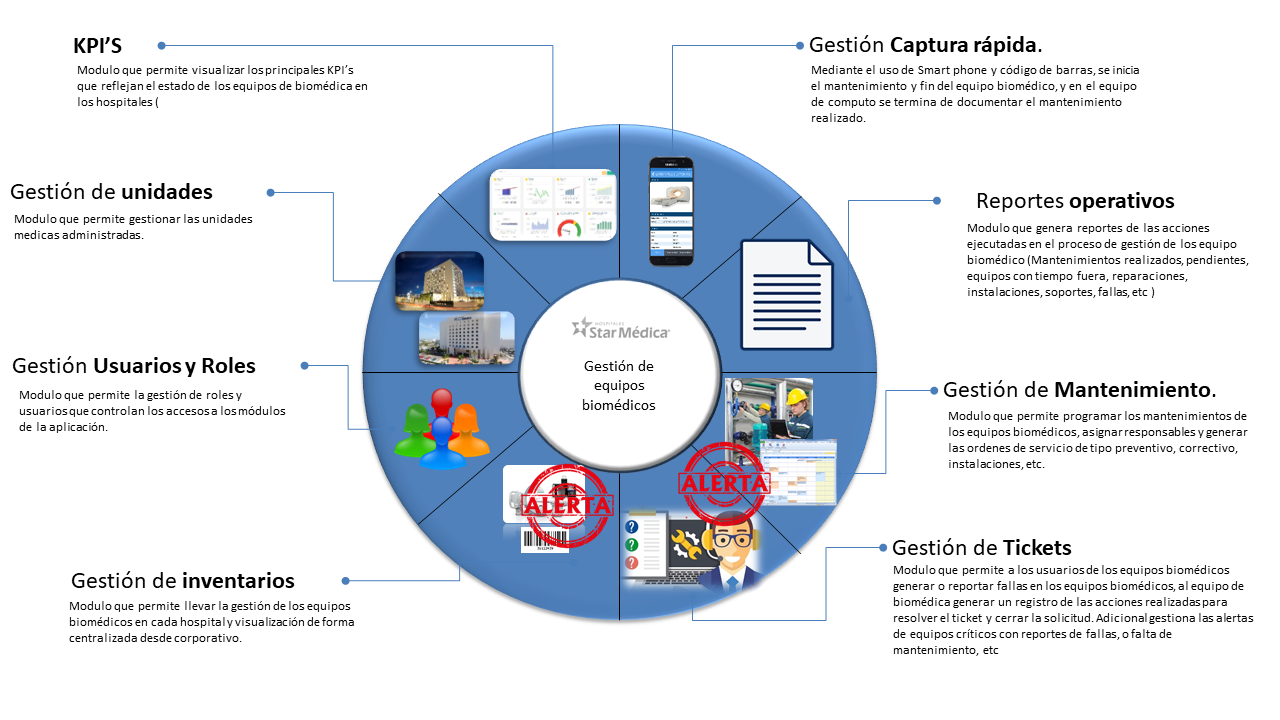 KPI'S
Modulo que permite visualizar los principales KPI's
que reflejan el estado de los equipos de biomédica en
los hospitales (
Gestión Captura rápida.
Mediante el uso de Smart phone y código de barras, se inicia
el mantenimiento y fin del equipo biomédico, y en el equipo
de computo se termina de documentar el mantenimiento
realizado.
Gestión de unidades
Modulo que permite gestionar las unidades
medicas administradas.
Reportes operativos
Modulo que genera reportes de las acciones
ejecutadas en el proceso de gestión de los equipo
biomédico (Mantenimientos realizados, pendientes,
equipos con tiempo fuera, reparaciones,
instalaciones, soportes, fallas, etc )
HOSPITALES
Star Médica
Gestión de
equipos
biomédicos
Gestión Usuarios y Roles
Modulo que permite la gestión de roles y
usuarios que controlan los accesos a los módulos
de la aplicación.
Gestión de Mantenimiento.
Modulo que permite programar los mantenimientos de
los equipos biomédicos, asignar responsables y generar
las ordenes de servicio de tipo preventivo, correctivo,
instalaciones, etc.
ALERTA
ALERTA
Gestión de inventarios
Modulo que permite llevar la gestión de los equipos
biomédicos en cada hospital y visualización de forma
centralizada desde corporativo.
Gestión de Tickets
Modulo que permite a los usuarios de los equipos biomédicos
generar o reportar fallas en los equipos biomédicos, al equipo de
biomédica generar un registro de las acciones realizadas para
resolver el ticket y cerrar la solicitud. Adicional gestiona las alertas
de equipos críticos con reportes de fallas, o falta de
mantenimiento, etc